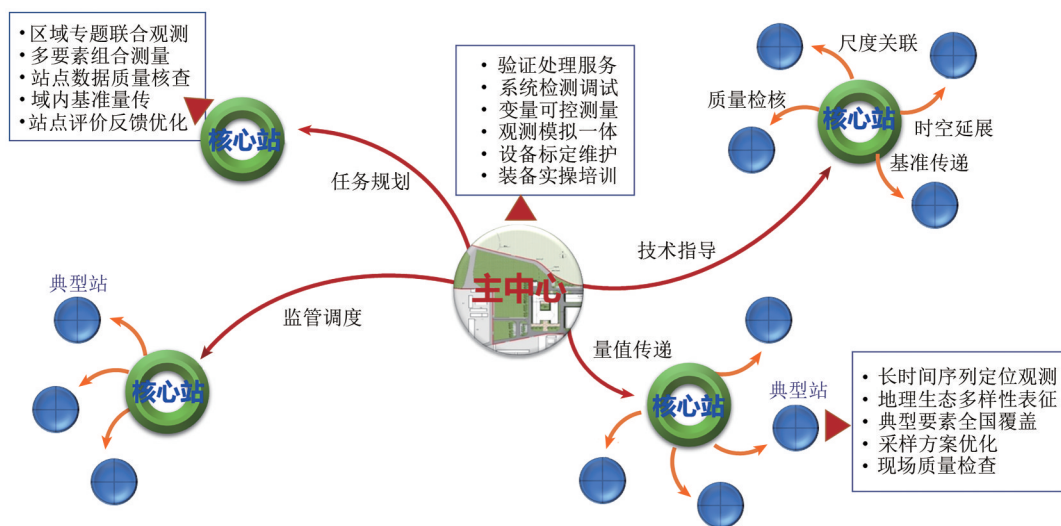 • 区域专题联合观测
• 多要素组合测量
• 站点数据质量核查
• 域内基准量传
• 站点评价反馈优化
核心站
任务规划
• 验证处理服务
• 系统检测调试
• 变量可控测量
• 观测模拟一体
• 设备标定维护
• 装备实操培训
尺度关联
质量检核
核心站
时空延展
基准传递
技术指导
主中心
典型站
监管调度
核心站
量值传递
核心站
典型站
• 长时间序列定位观测
• 地理生态多样性表征
• 典型要素全国覆盖
• 采样方案优化
• 现场质量检查